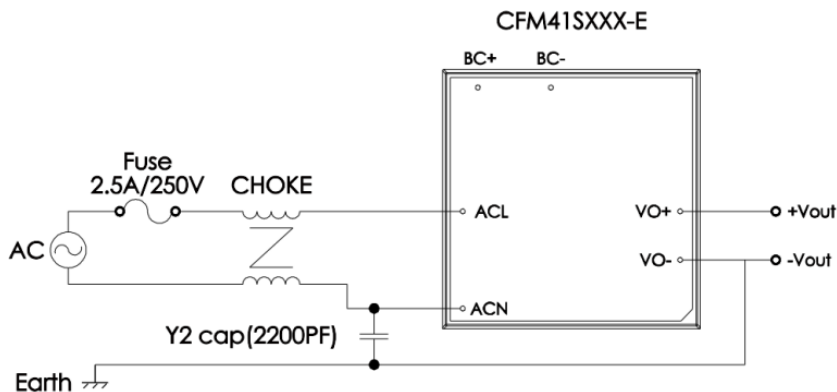 CFM41SXXX-E
BC+ BC-
Fuse
2.5A/250V CHOKE
ACL VO+ +Vout
AC VO- -Vout
ACN
Y2 cap(2200PF)
Earth